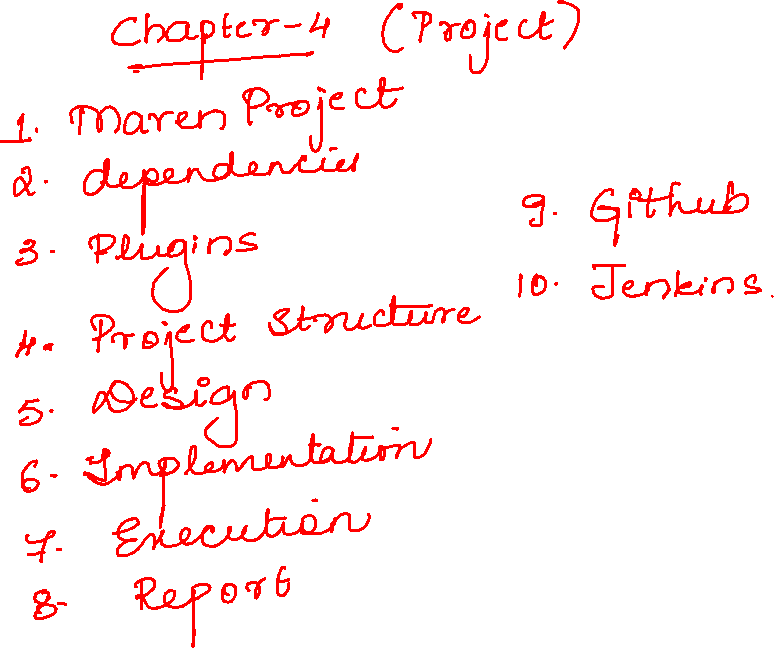 Chapter-4 (Project)
1. Maven Project
2. dependencies
3. Plugins
4. Project Structure
5. Design
6. Implementation
7. Execution
8. Report
9. Github
10. Jenkins.